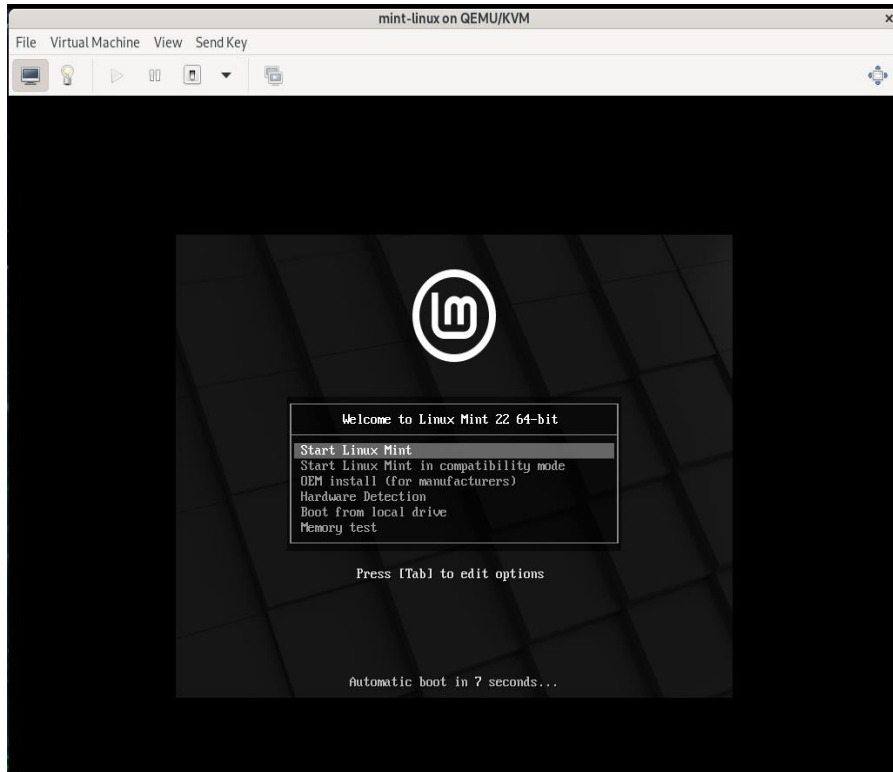 mint-linux on QEMU/KVM
File Virtual Machine View Send Key
Welcome to Linux Mint 22 64-bit
Start Linux Mint
Start Linux Mint in compatibility mode
OEM install (for manufacturers)
Hardware Detection
Boot from local drive
Memory test
Press [Tab] to edit options
Automatic boot in 7 seconds...